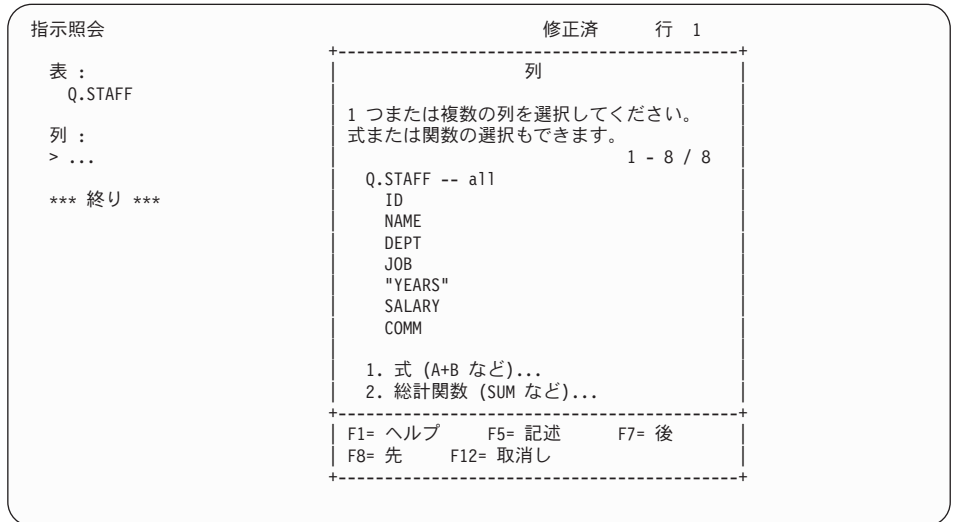 指示照会 修正済 行 1
表 :
Q.STAFF
列 :
> ...
*** 終り ***
列
1 つまたは複数の列を選択してください。
式または関数の選択もできます。
1 - 8 / 8
Q.STAFF -- all
ID
NAME
DEPT
JOB
"YEARS"
SALARY
COMM
1. 式 (A+B など)...
2. 総計関数 (SUM など)...
F1= ヘルプ F5= 記述 F7= 後
F8= 先 F12= 取消し